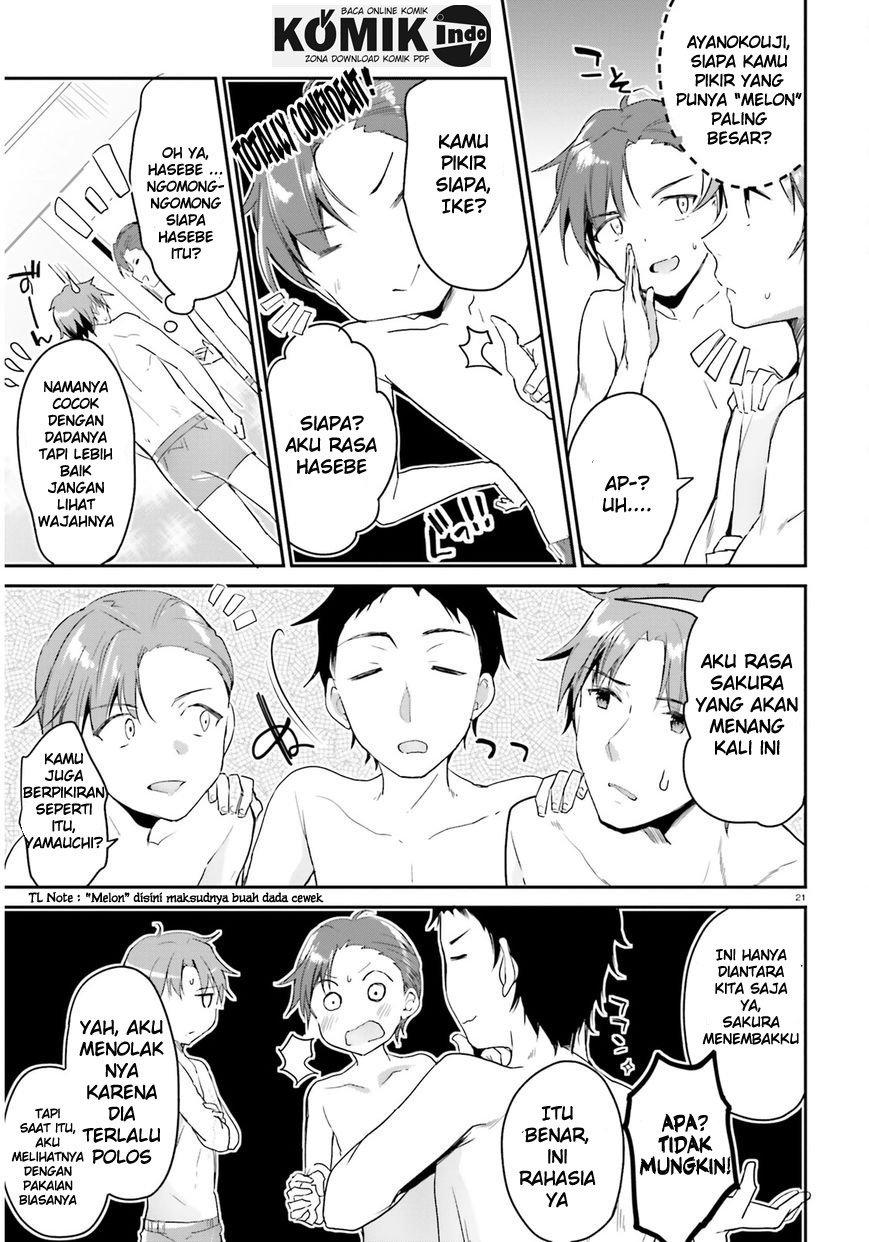 BACA ONLINE KOMIK
KOMIK Indo
ZONA DOWNLOAD KOMIK PDF
AYANOKOUJI,
SIAPA KAMU
PIKIR YANG
PUNYA "MELON"
PALING
BESAR?
AP-?
UH....
TOTALLY CONFIDENT!
KAMU
PIKIR
SIAPA,
IKE?
SIAPA?
AKU RASA
HASEBE
OH YA,
HASEBE ...
NGOMONG-
NGOMONG
SIAPA
HASEBE
ITU?
NAMANYA
COCOK
DENGAN
DADANYA
TAPI LEBIH
BAIK
JANGAN
LIHAT
WAJAHNYA
AKU RASA
SAKURA
YANG AKAN
MENANG
KALI INI
KAMU
JUGA
BERPIKIRAN
SEPERTI
ITU,
YAMAUCHI?
TL Note : "Melon" disini maksudnya buah dada cewek
21
INI HANYA
DIANTARA
KITA SAJA
YA,
SAKURA
MENEMBAKKU
APA?
TIDAK
MUNGKIN!
ITU
BENAR,
INI
RAHASIA
YA
YAH, AKU
MENOLAK
NYA
KARENA
DIA
TERLALU
POLOS
TAPI
SAAT ITU,
AKU
MELIHATNYA
DENGAN
PAKAIAN
BIASANYA